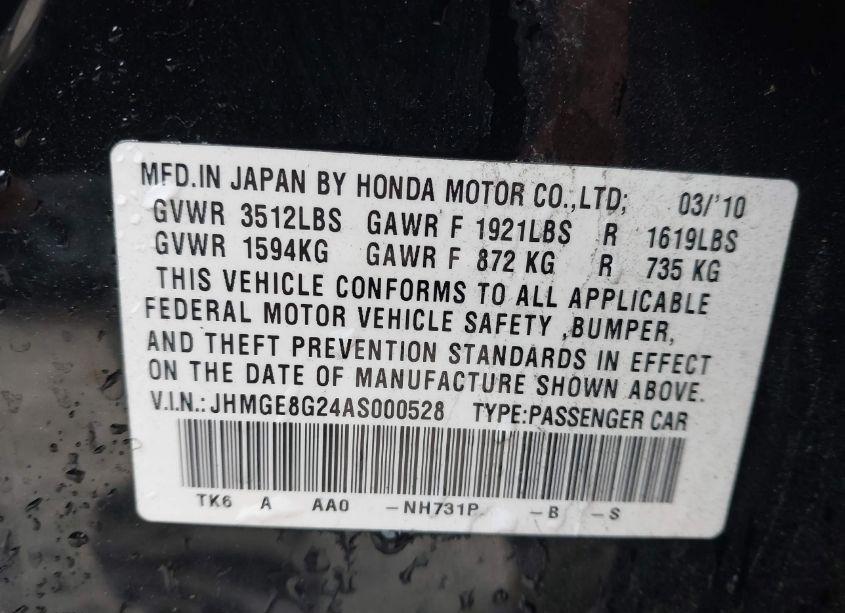 MFD.IN JAPAN BY HONDA MOTOR CO.,LTD; 03/'10
GVWR 3512LBS GAWR F 1921LBS R 1619LBS
GVWR 1594KG GAWR F 872 KG R 735 KG
THIS VEHICLE CONFORMS TO ALL APPLICABLE
FEDERAL MOTOR VEHICLE SAFETY ,BUMPER,
AND THEFT PREVENTION STANDARDS IN EFFECT
ON THE DATE OF MANUFACTURE SHOWN ABOVE.
V.I.N.: JHMGE8G24AS000528 TYPE:PASSENGER CAR
TK6 A AA0 -NH731P -B -S